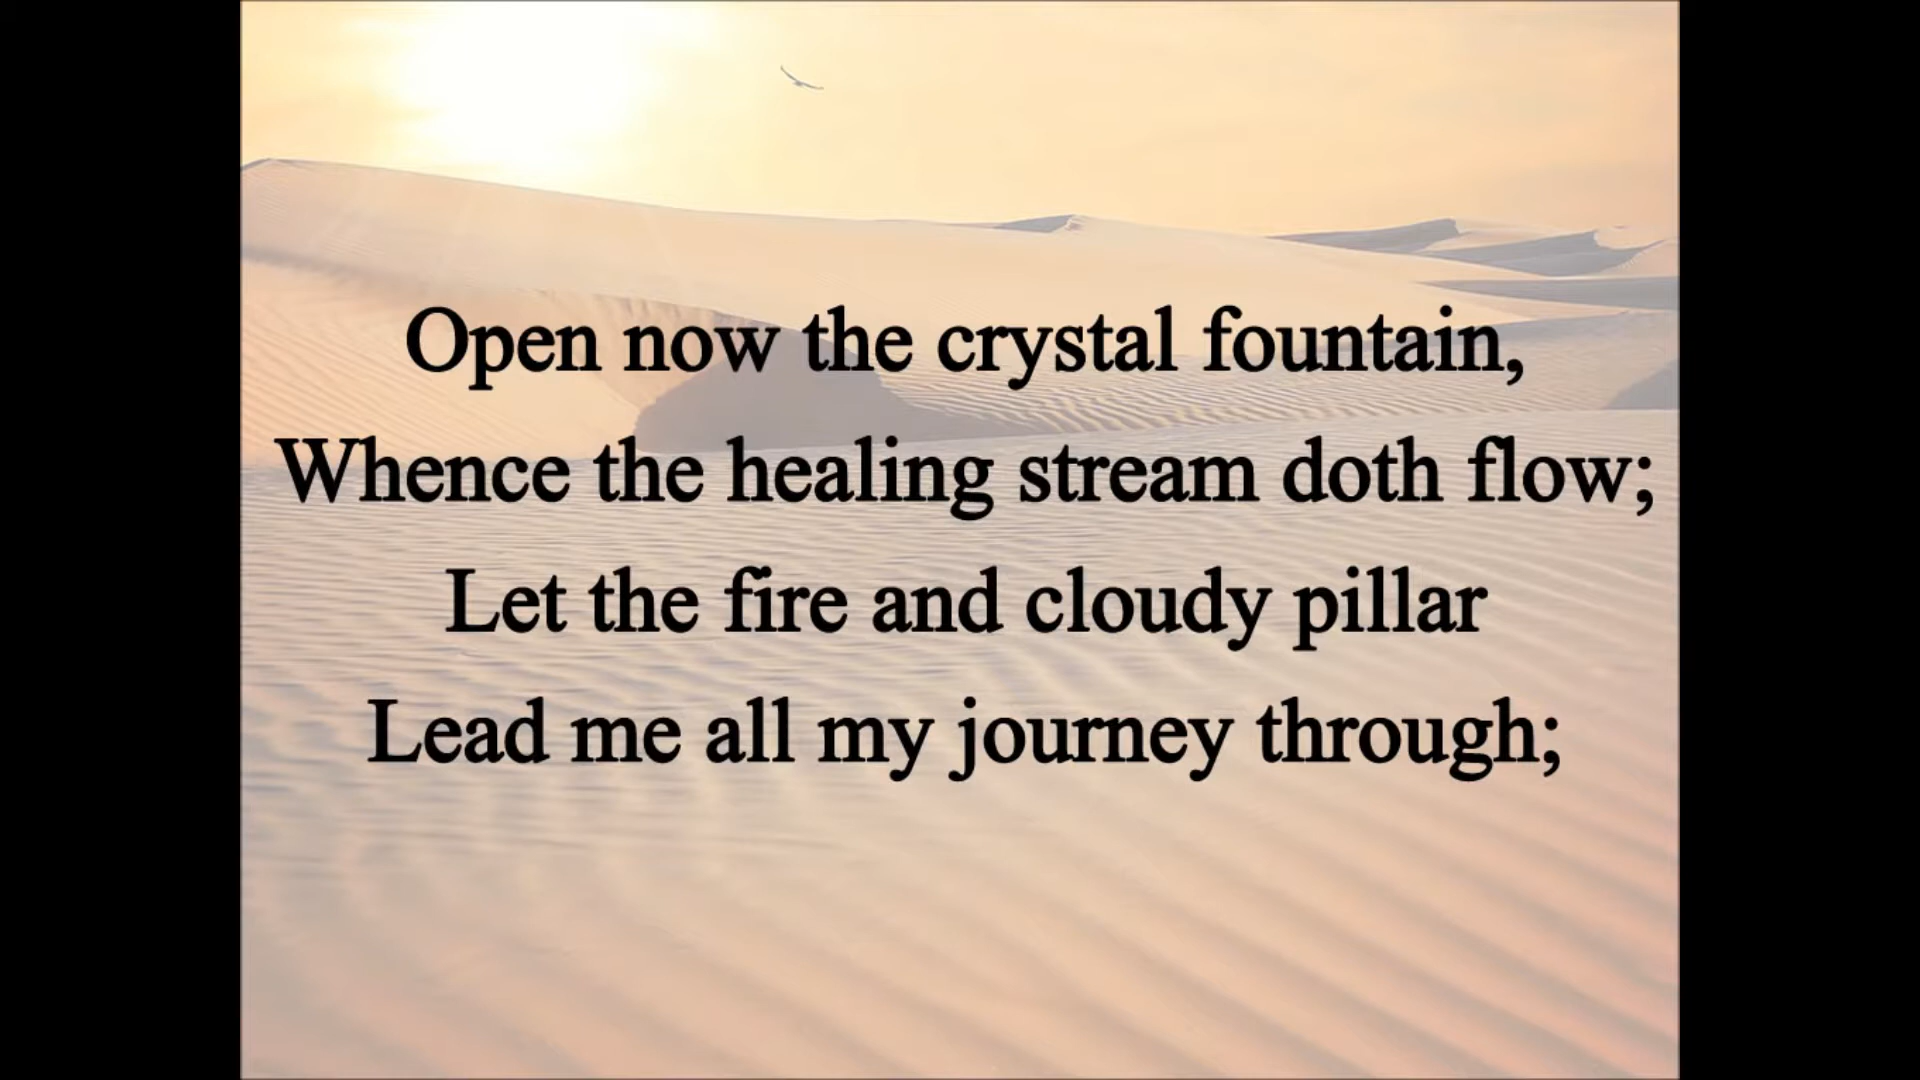 Open now the crystal fountain,
Whence the healing stream doth flow;
Let the fire and cloudy pillar
Lead me all my journey through;